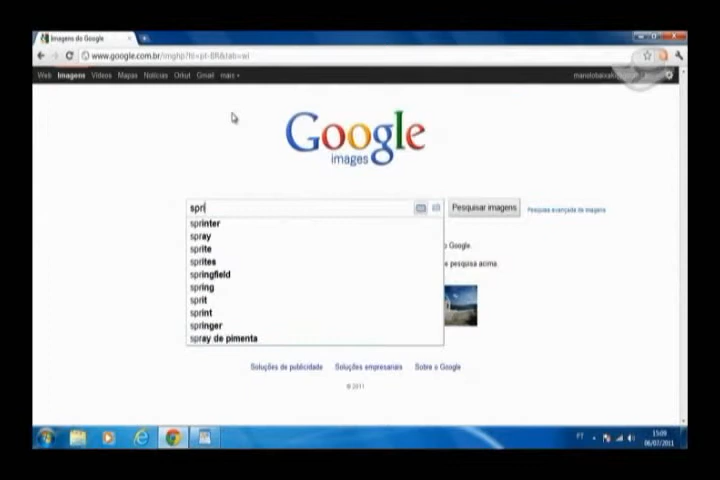 Imagens do Google
www.google.com.br/imghp?hl=pt-BR&tab=wi
Web Imagens Vídeos Mapas Notícias Orkut Gmail mais
Google
images
spri
Pesquisar imagens
Pesquisa avançada de imagens
sprinter
spray
sprite
sprites
springfield
spring
sprit
sprint
springer
spray de pimenta
o Google.
e pesquisa acima.
Soluções de publicidade Soluções empresariais Sobre o Google
© 2011
PT
15:09
06/07/2011